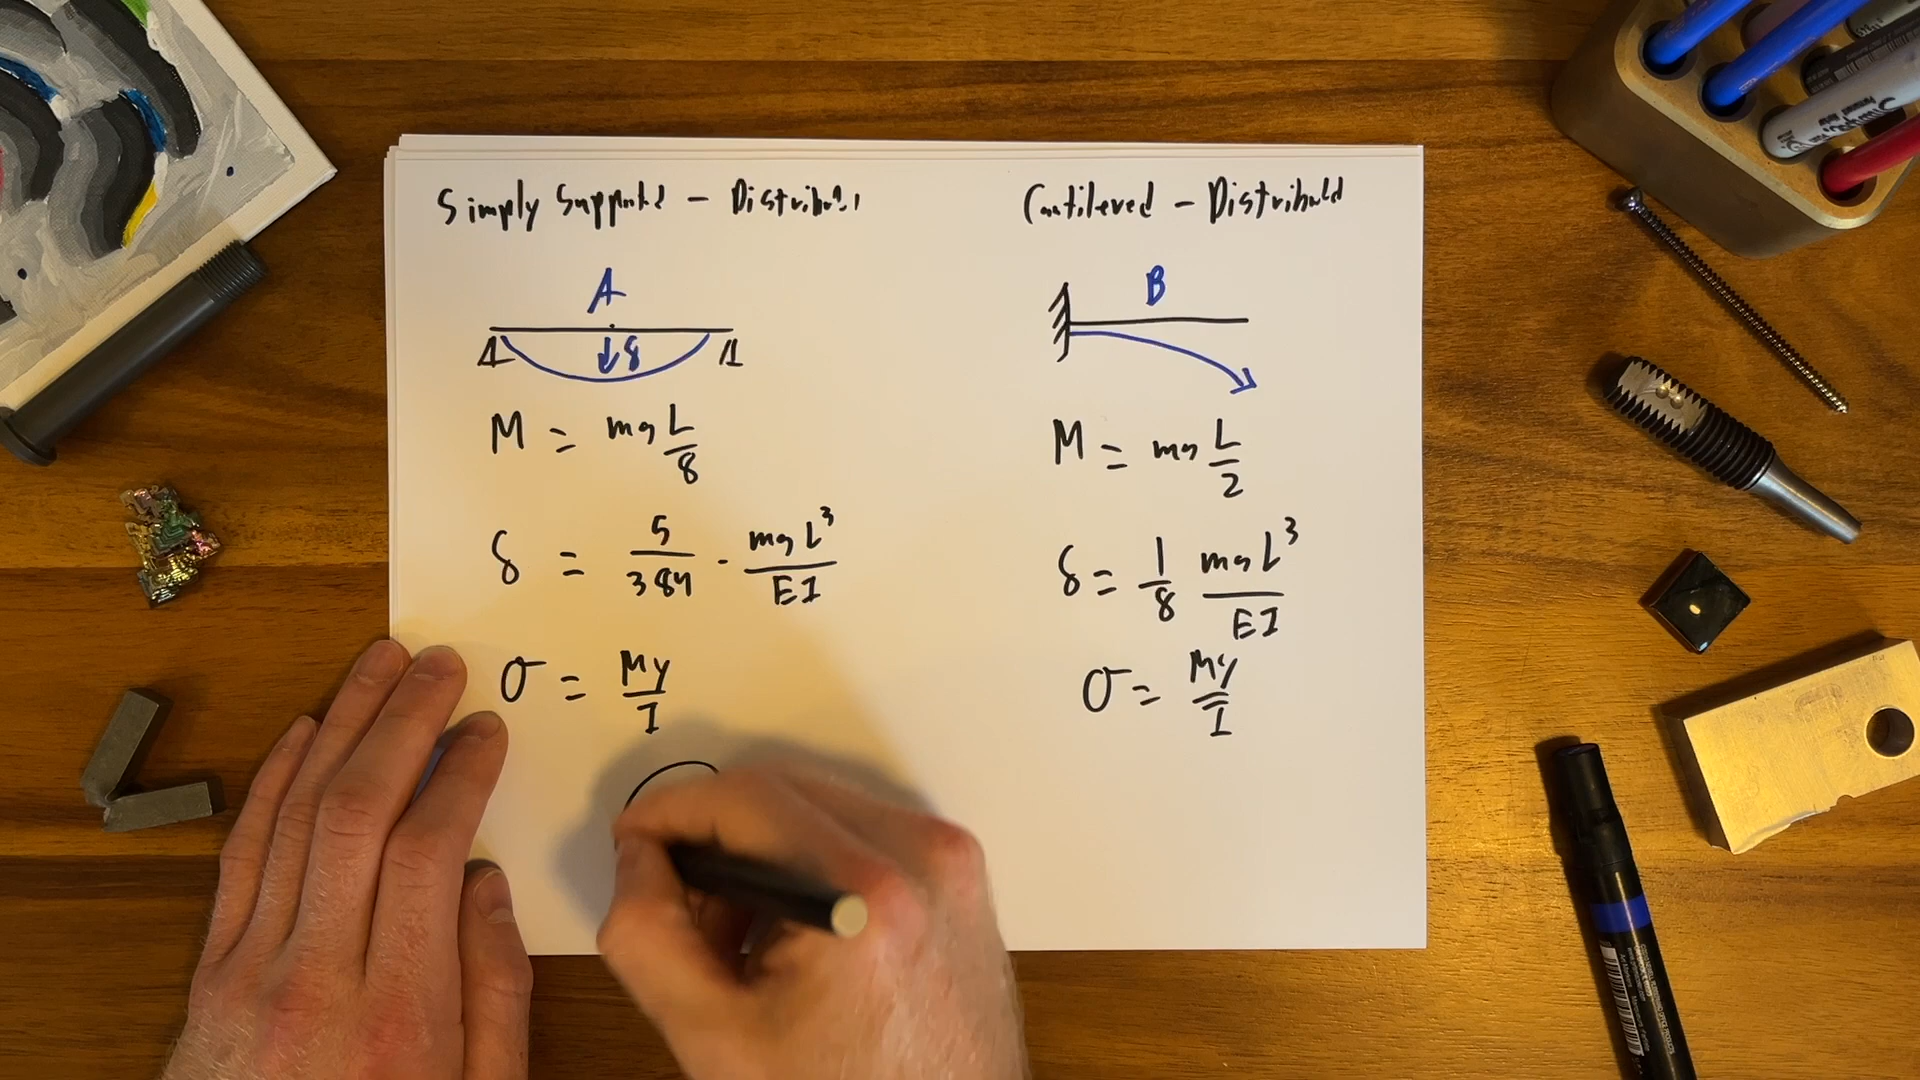 Simply Supported - Distributed
A
↓δ
M = mg L/8
δ = 5/384 · mgL³/EI
σ = My/I
Cantilevered - Distributed
B
M = mg L/2
δ = 1/8 mgL³/EI
σ = My/I
Sharpie